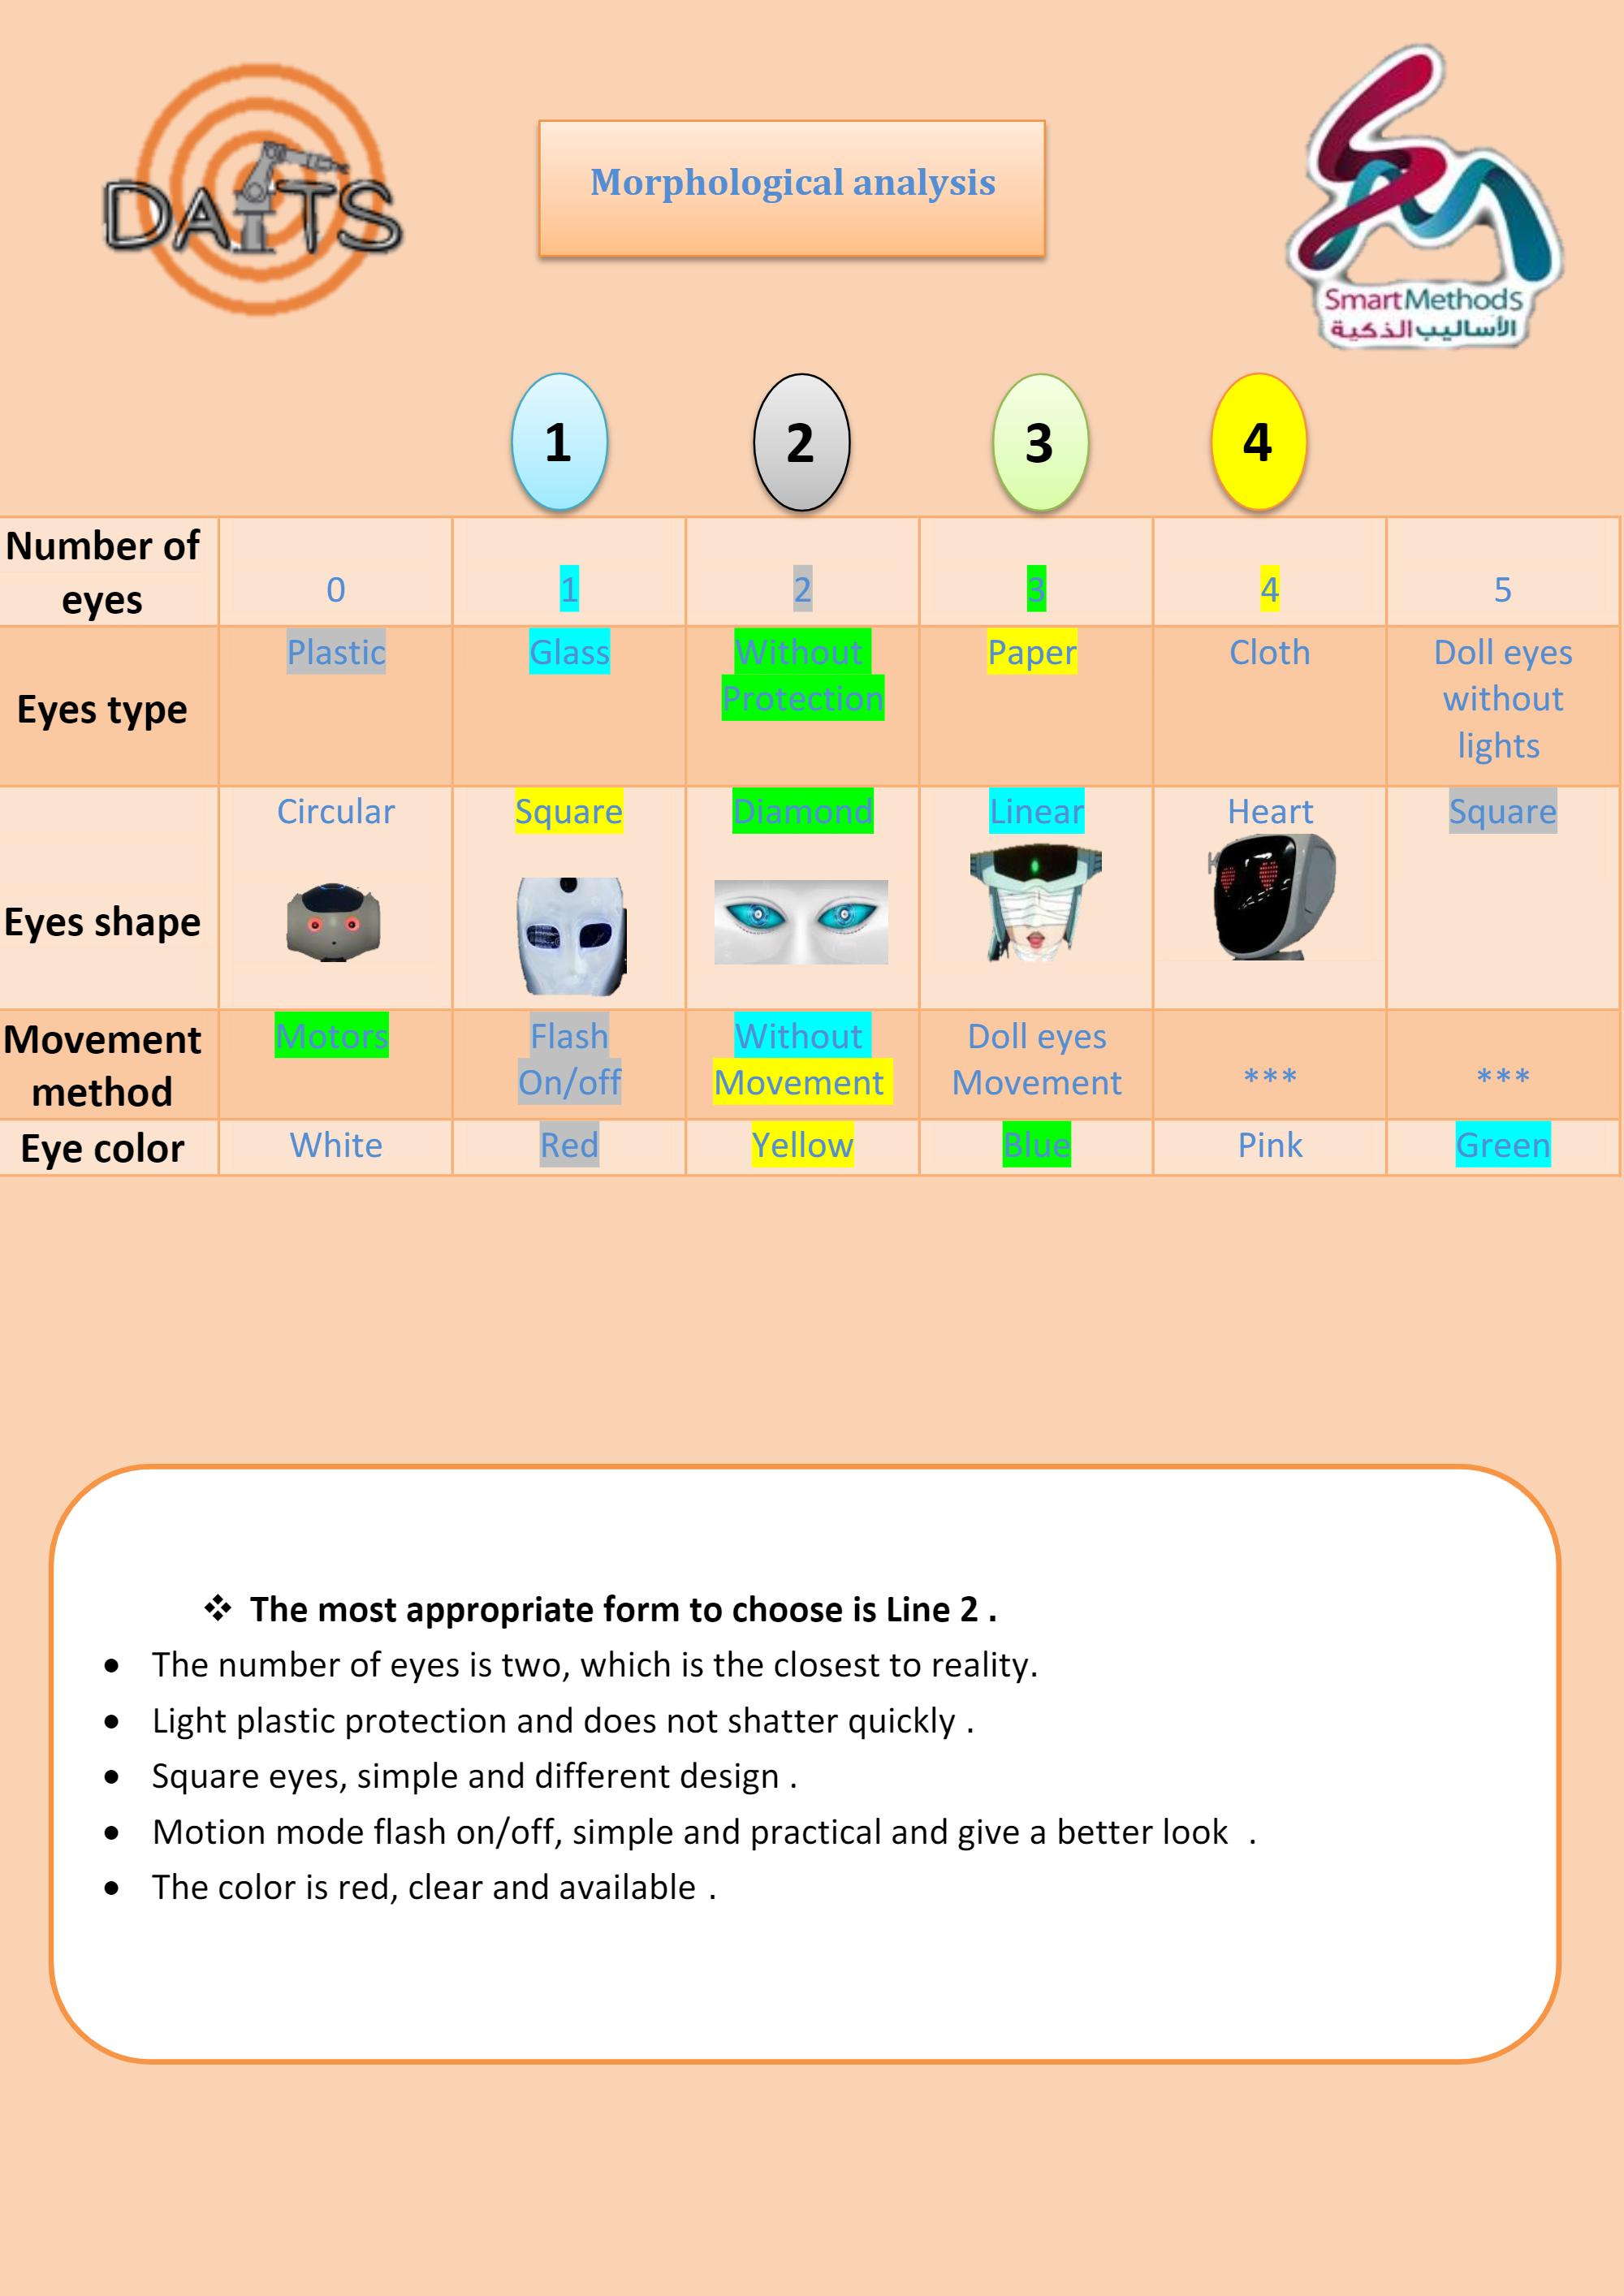 DAITS
Morphological analysis
SmartMethods
الأساليب الذكية
1 2 3 4
Number of
eyes
0 1 2 3 4 5
Eyes type
Plastic
Glass
Without
Protection
Paper
Cloth
Doll eyes
without
lights
Eyes shape
Circular
Square
Diamond
Linear
Heart
Square
Movement
method
Motors
Flash
On/off
Without
Movement
Doll eyes
Movement
***
***
Eye color
White Red Yellow Blue Pink Green
❖ The most appropriate form to choose is Line 2 .
• The number of eyes is two, which is the closest to reality.
• Light plastic protection and does not shatter quickly .
• Square eyes, simple and different design .
• Motion mode flash on/off, simple and practical and give a better look .
• The color is red, clear and available .